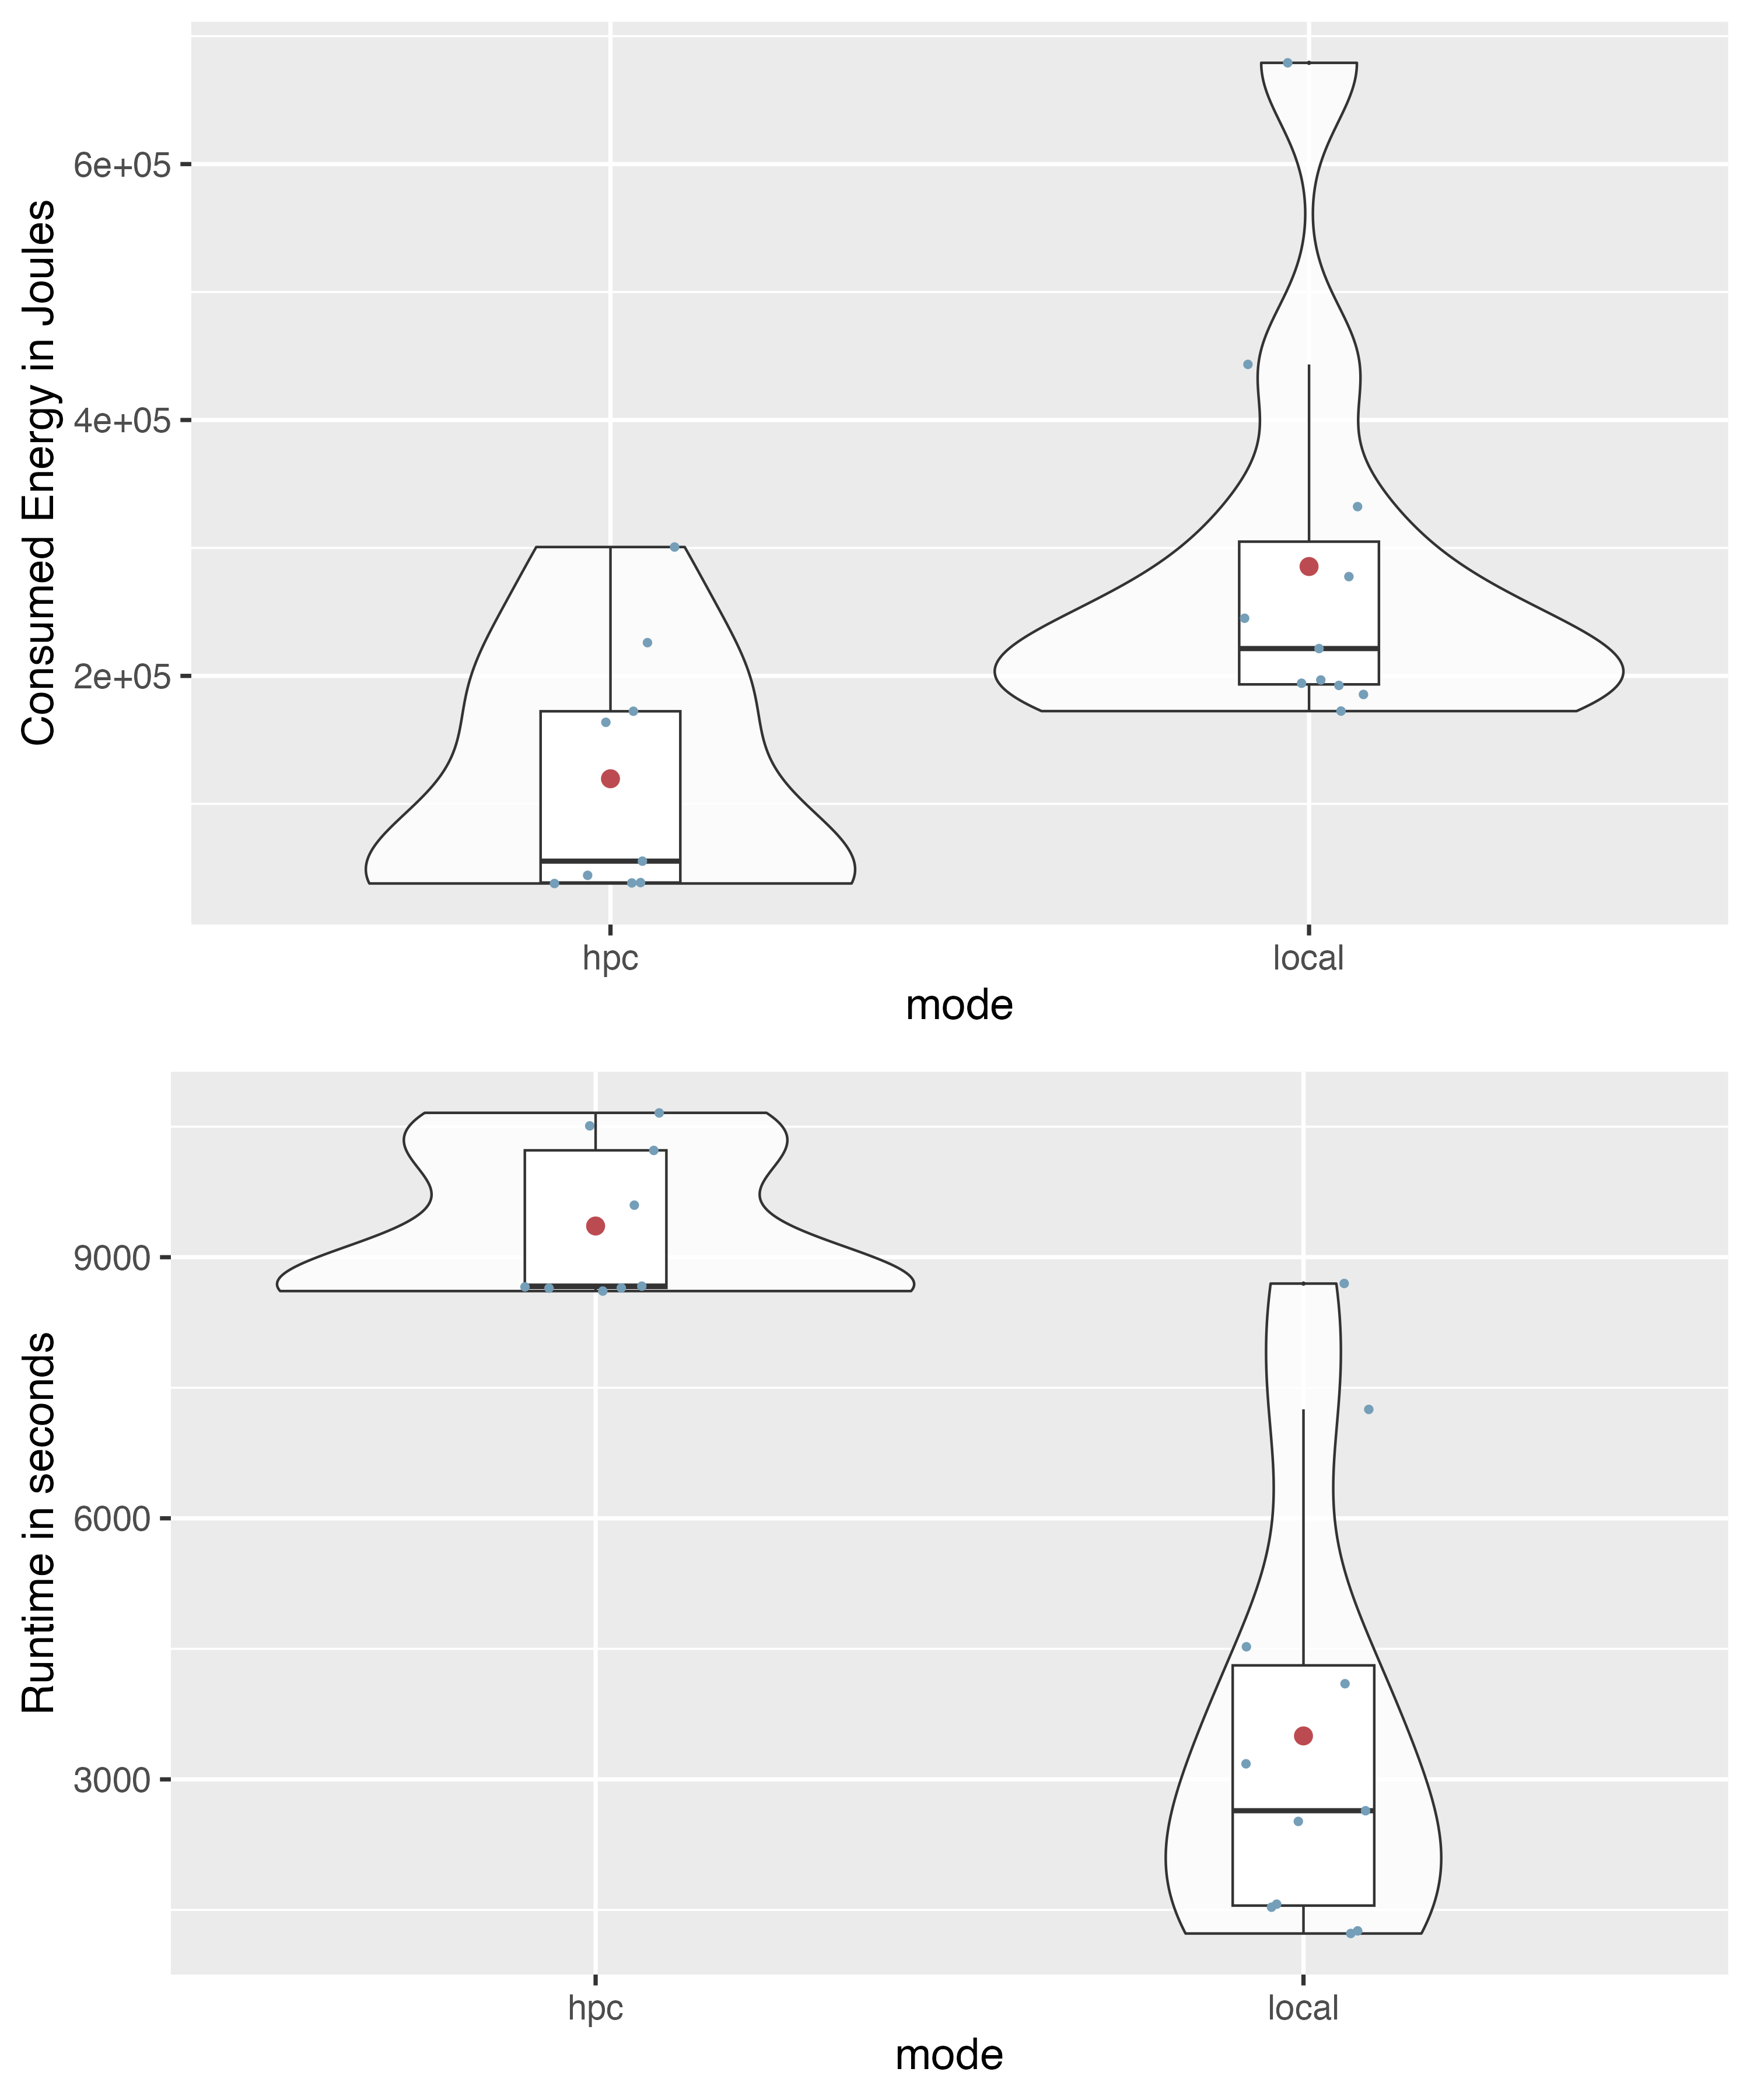 Consumed Energy in Joules
6e+05
4e+05
2e+05
hpc
local
mode
Runtime in seconds
9000
6000
3000
hpc
local
mode